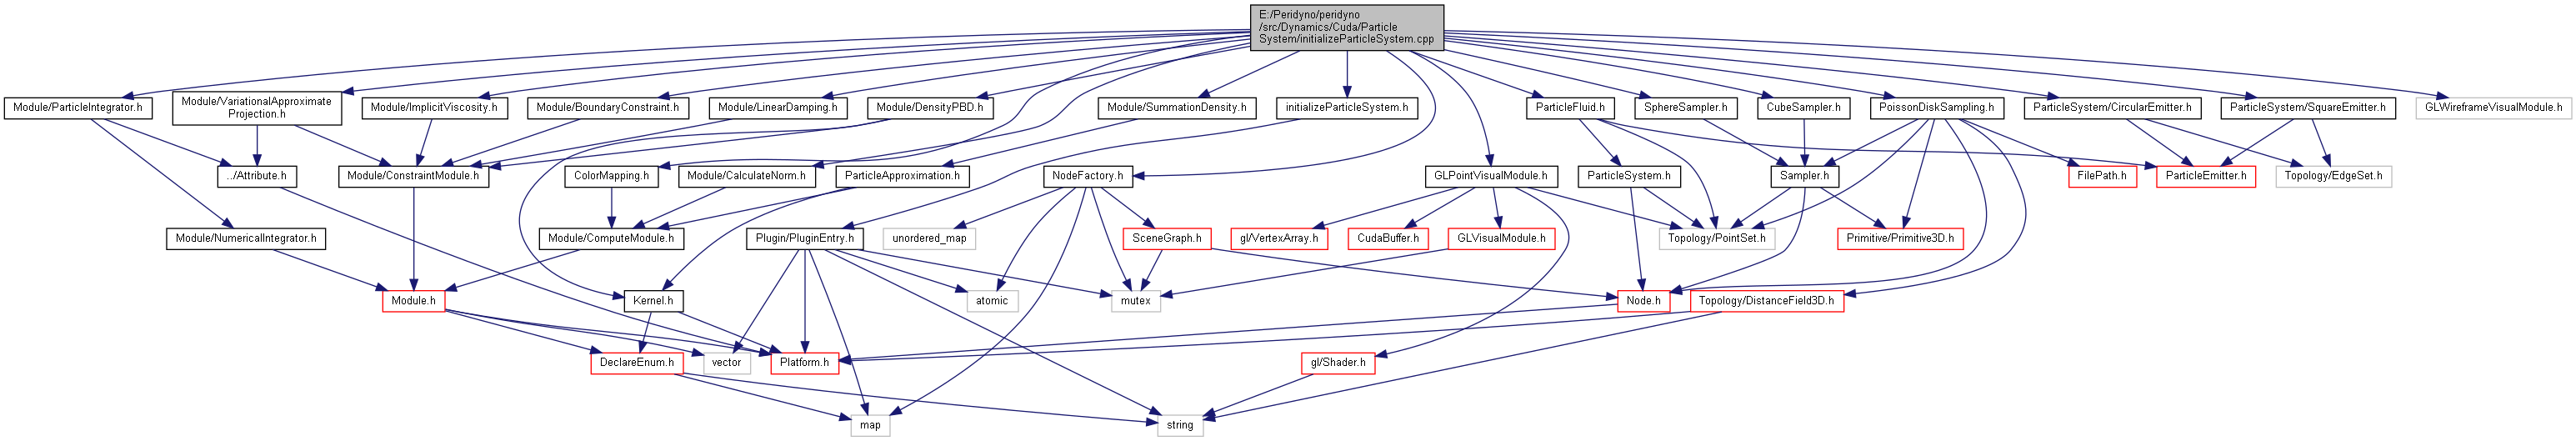 E:/Peridyno/peridyno
/src/Dynamics/Cuda/Particle
System/initializeParticleSystem.cpp
Module/ParticleIntegrator.h
Module/VariationalApproximate
Projection.h
Module/ImplicitViscosity.h
Module/BoundaryConstraint.h
Module/LinearDamping.h
Module/DensityPBD.h
Module/SummationDensity.h
initializeParticleSystem.h
ParticleFluid.h
SphereSampler.h
CubeSampler.h
PoissonDiskSampling.h
ParticleSystem/CircularEmitter.h
ParticleSystem/SquareEmitter.h
GLWireframeVisualModule.h
../Attribute.h
Module/ConstraintModule.h
ColorMapping.h
Module/CalculateNorm.h
ParticleApproximation.h
NodeFactory.h
GLPointVisualModule.h
ParticleSystem.h
Sampler.h
FilePath.h
ParticleEmitter.h
Topology/EdgeSet.h
Module/NumericalIntegrator.h
Module/ComputeModule.h
Plugin/PluginEntry.h
unordered_map
SceneGraph.h
gl/VertexArray.h
CudaBuffer.h
GLVisualModule.h
Topology/PointSet.h
Primitive/Primitive3D.h
Module.h
Kernel.h
atomic
mutex
Node.h
Topology/DistanceField3D.h
DeclareEnum.h
vector
Platform.h
gl/Shader.h
map
string